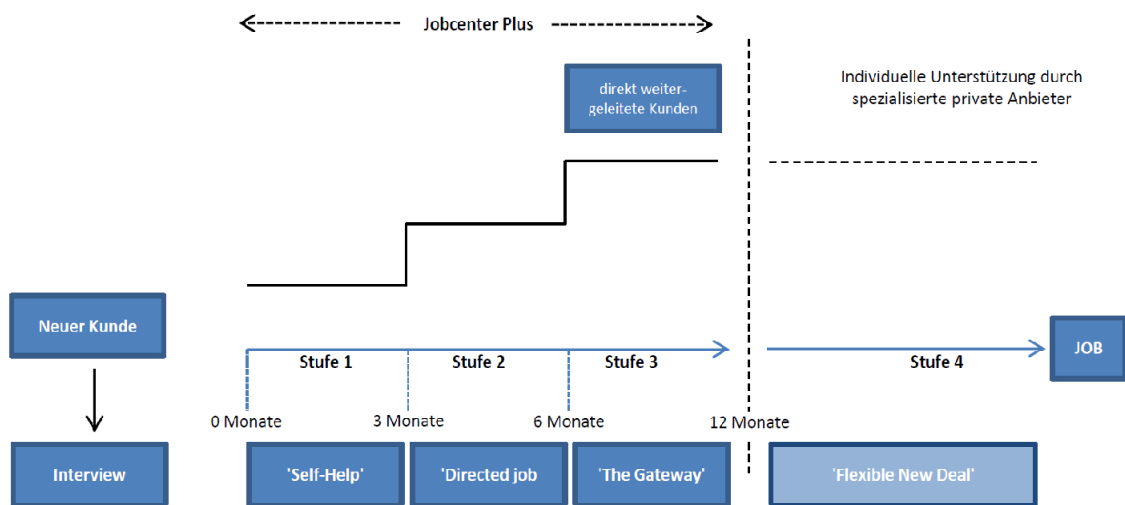 Jobcenter Plus
direkt weiter-
geleitete Kunden
Individuelle Unterstützung durch
spezialisierte private Anbieter
Neuer Kunde
Stufe 1
Stufe 2
Stufe 3
Stufe 4
JOB
0 Monate
3 Monate
6 Monate
12 Monate
Interview
'Self-Help'
'Directed job
'The Gateway'
'Flexible New Deal'